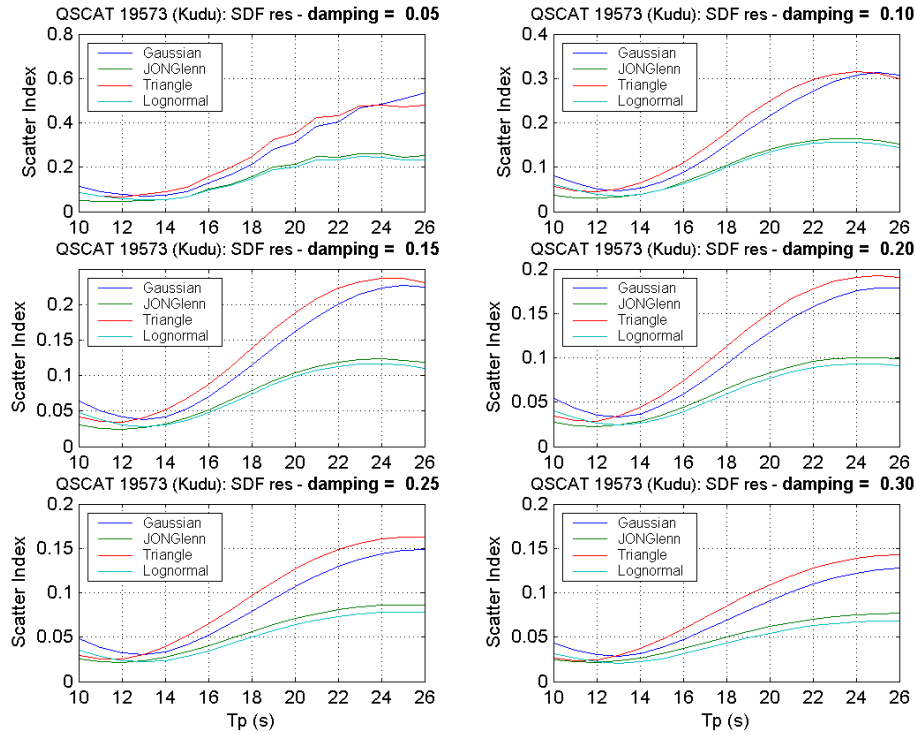 QSCAT 19573 (Kudu): SDF res - damping = 0.05
0.8
0.6
0.4
0.2
0
Scatter Index
Gaussian
JONGlenn
Triangle
Lognormal
10 12 14 16 18 20 22 24 26
QSCAT 19573 (Kudu): SDF res - damping = 0.10
0.4
0.3
0.2
0.1
0
Scatter Index
Gaussian
JONGlenn
Triangle
Lognormal
10 12 14 16 18 20 22 24 26
QSCAT 19573 (Kudu): SDF res - damping = 0.15
0.2
0.15
0.1
0.05
0
Scatter Index
Gaussian
JONGlenn
Triangle
Lognormal
10 12 14 16 18 20 22 24 26
QSCAT 19573 (Kudu): SDF res - damping = 0.20
0.2
0.15
0.1
0.05
0
Scatter Index
Gaussian
JONGlenn
Triangle
Lognormal
10 12 14 16 18 20 22 24 26
QSCAT 19573 (Kudu): SDF res - damping = 0.25
0.2
0.15
0.1
0.05
0
Scatter Index
Gaussian
JONGlenn
Triangle
Lognormal
10 12 14 16 18 20 22 24 26
Tp (s)
QSCAT 19573 (Kudu): SDF res - damping = 0.30
0.2
0.15
0.1
0.05
0
Scatter Index
Gaussian
JONGlenn
Triangle
Lognormal
10 12 14 16 18 20 22 24 26
Tp (s)